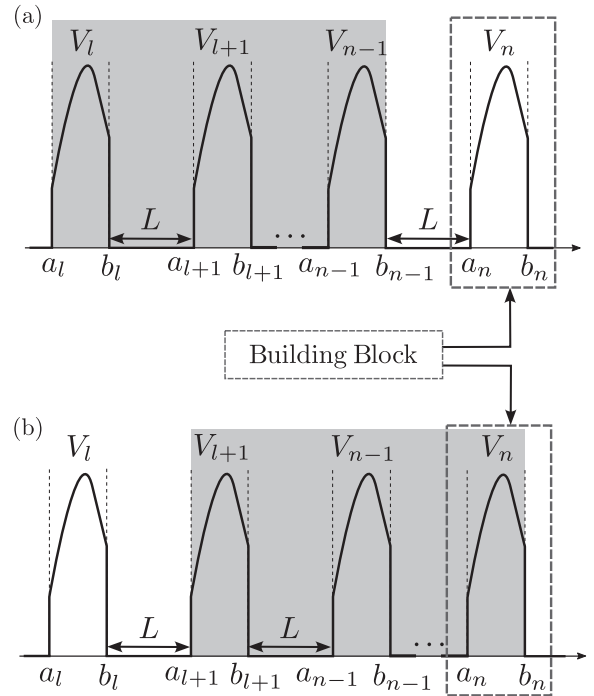 (a)
V_l V_{l+1} V_{n−1} V_n
L ... L
a_l b_l a_{l+1} b_{l+1} a_{n−1} b_{n−1} a_n b_n
Building Block
(b)
V_l V_{l+1} V_{n−1} V_n
L L ...
a_l b_l a_{l+1} b_{l+1} a_{n−1} b_{n−1} a_n b_n